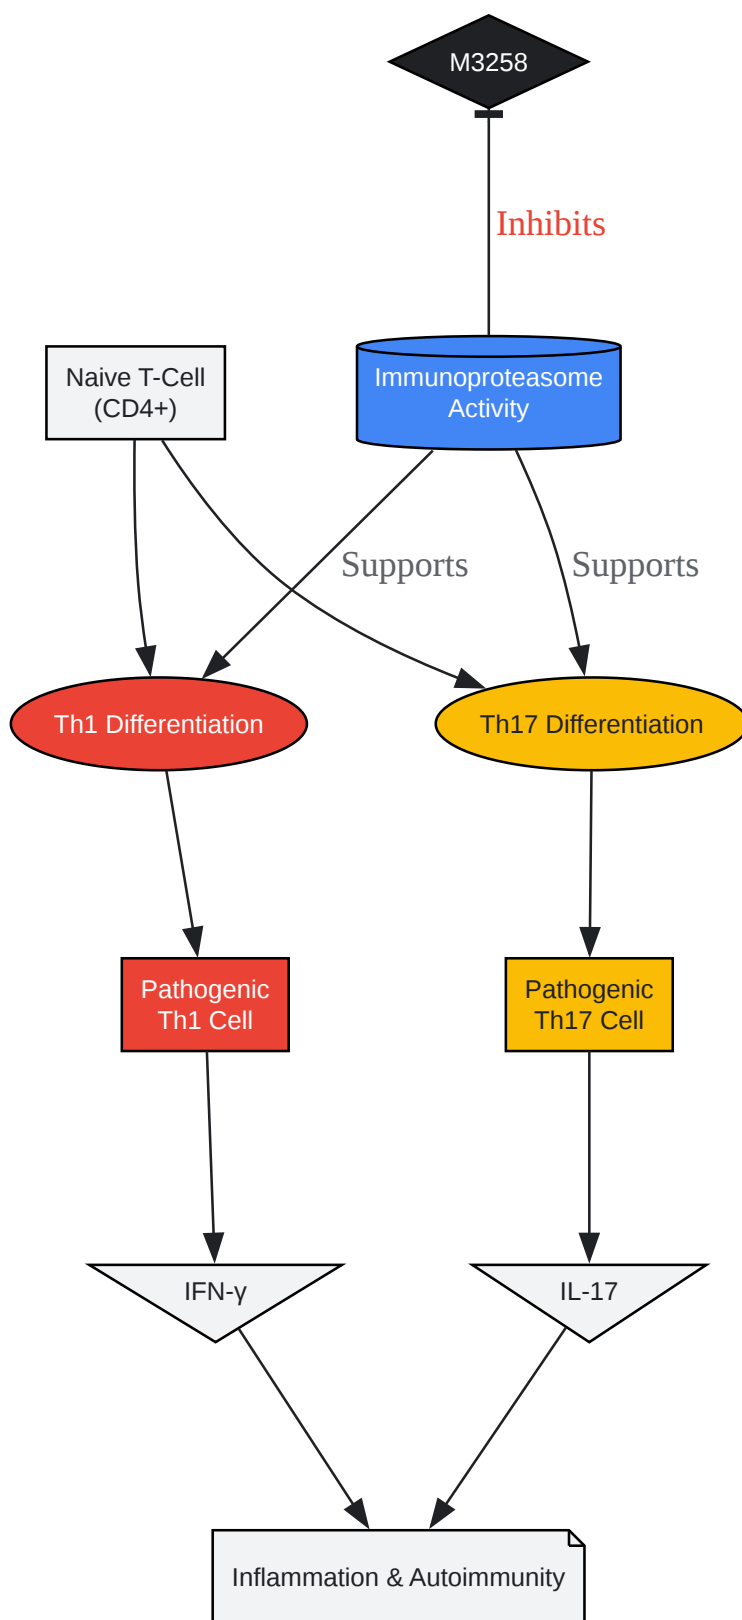 M3258
Inhibits
Naive T-Cell
(CD4+)
Immunoproteasome
Activity
Supports
Supports
Th1 Differentiation
Th17 Differentiation
Pathogenic
Th1 Cell
Pathogenic
Th17 Cell
IFN-γ
IL-17
Inflammation & Autoimmunity